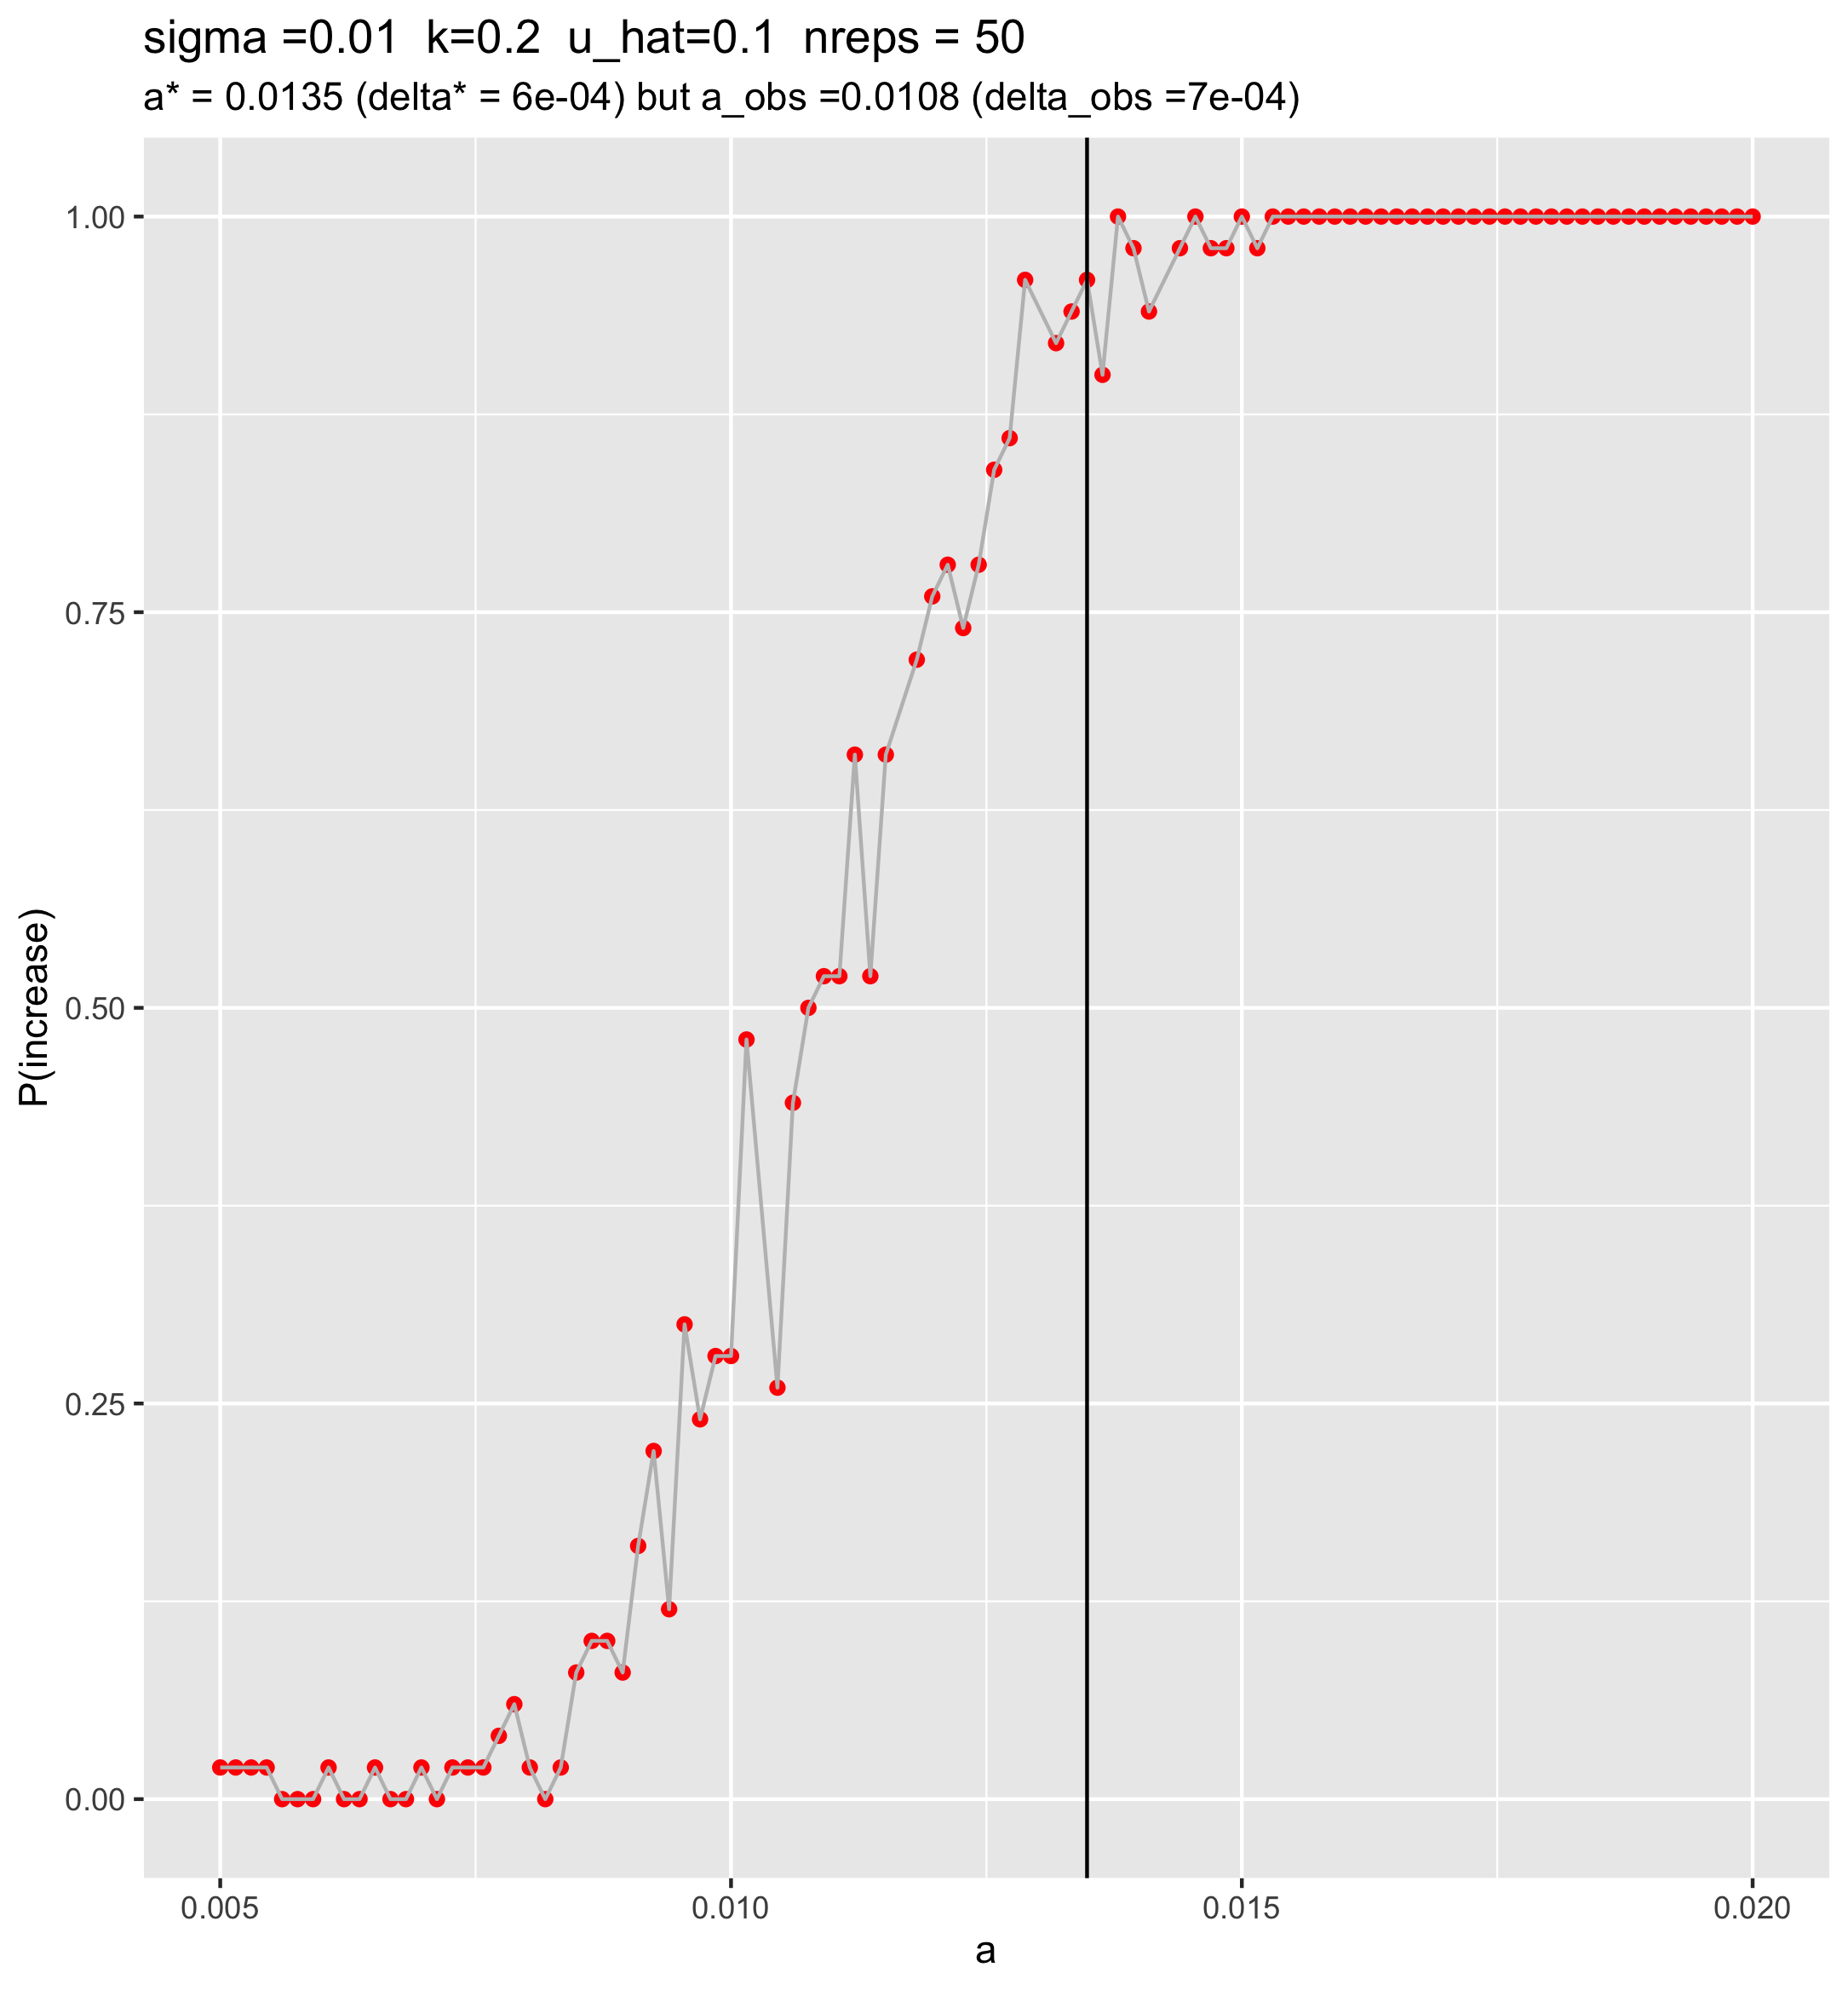 sigma =0.01  k=0.2  u_hat=0.1  nreps = 50
a* = 0.0135 (delta* = 6e-04) but a_obs =0.0108 (delta_obs =7e-04)
1.00
0.75
0.50
0.25
0.00
P(increase)
0.005
0.010
0.015
0.020
a